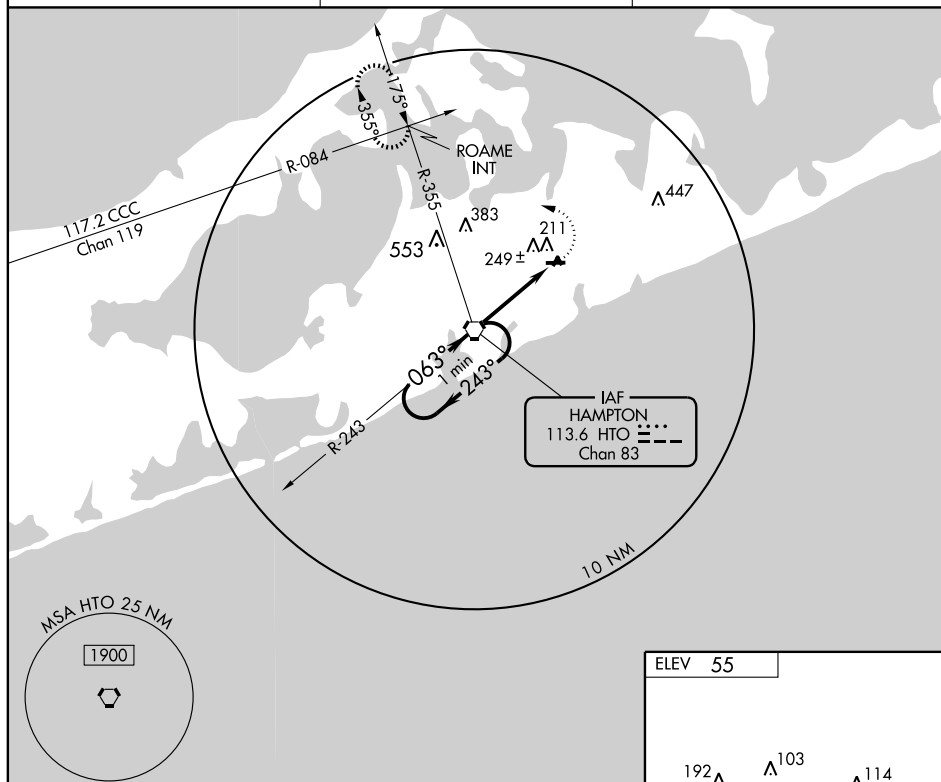 175°
355°
ROAME
INT
R-084
R-355
447
117.2 CCC
Chan 119
383
211
553
249 ±
063°
1 min
243°
IAF
HAMPTON
113.6 HTO
Chan 83
R-243
10 NM
MSA HTO 25 NM
1900
ELEV 55
192
103
114